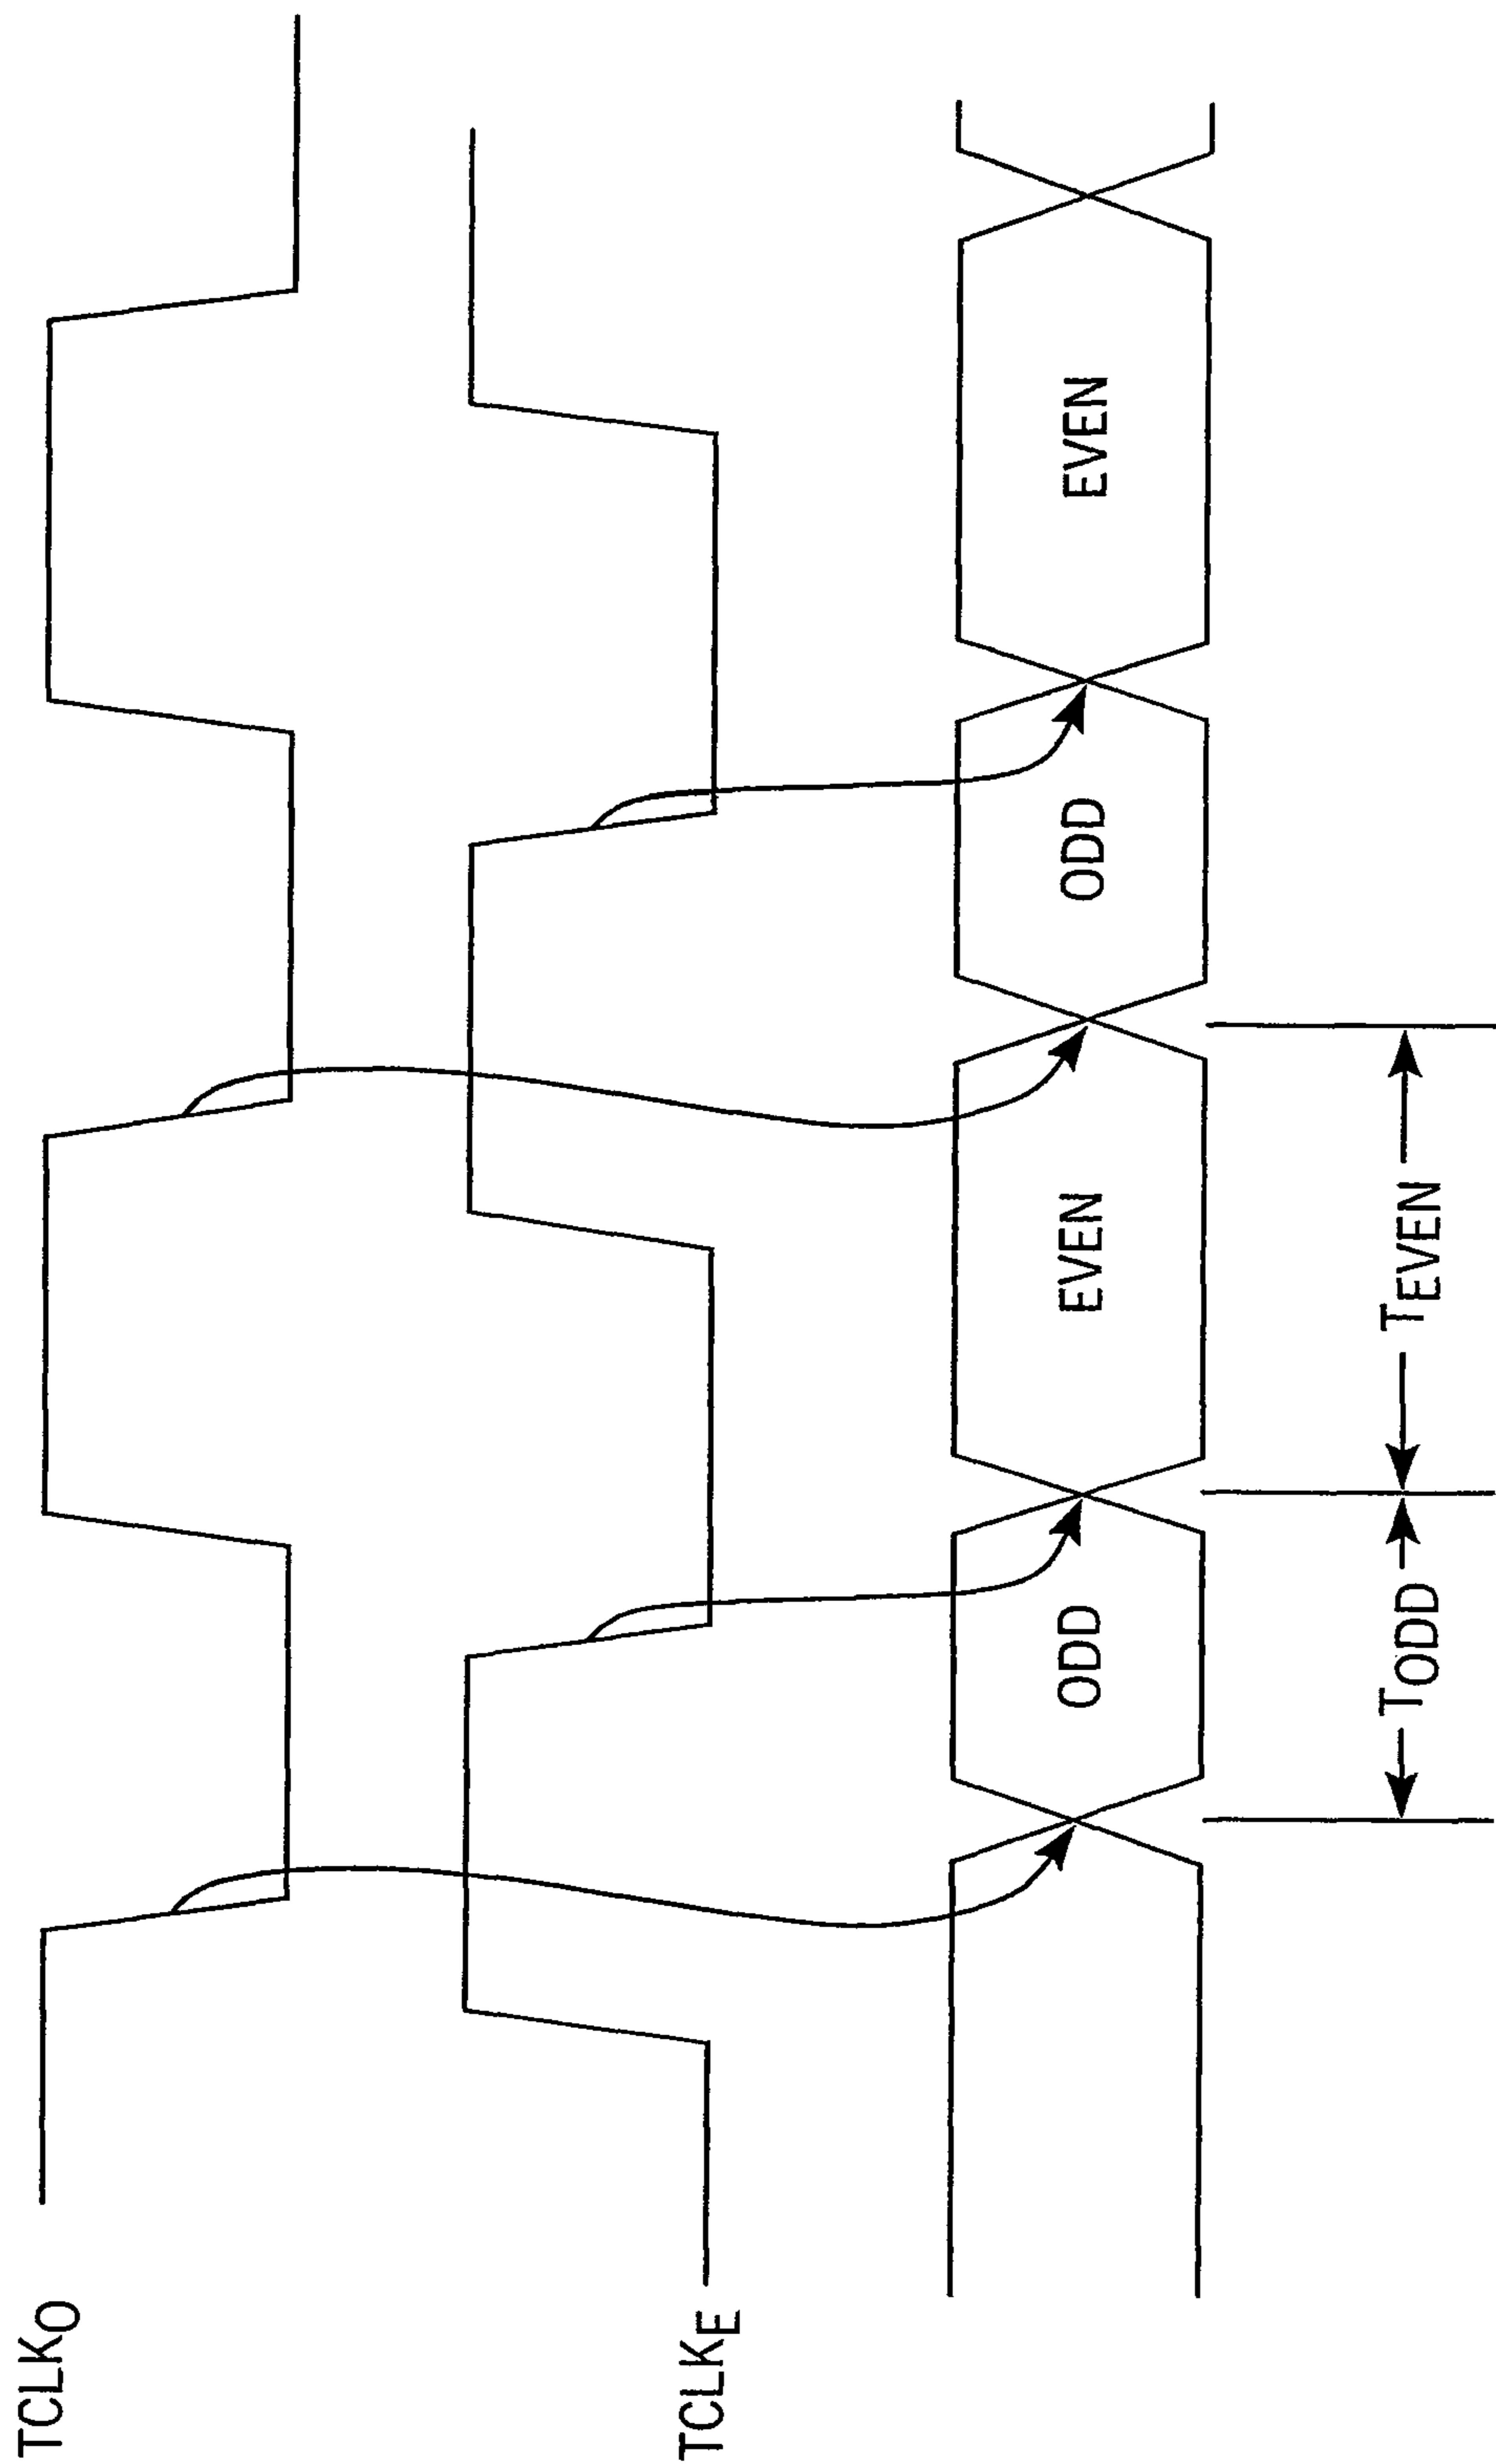 TCLKO
TCLKE
ODD
EVEN
ODD
EVEN
TODD
TEVEN